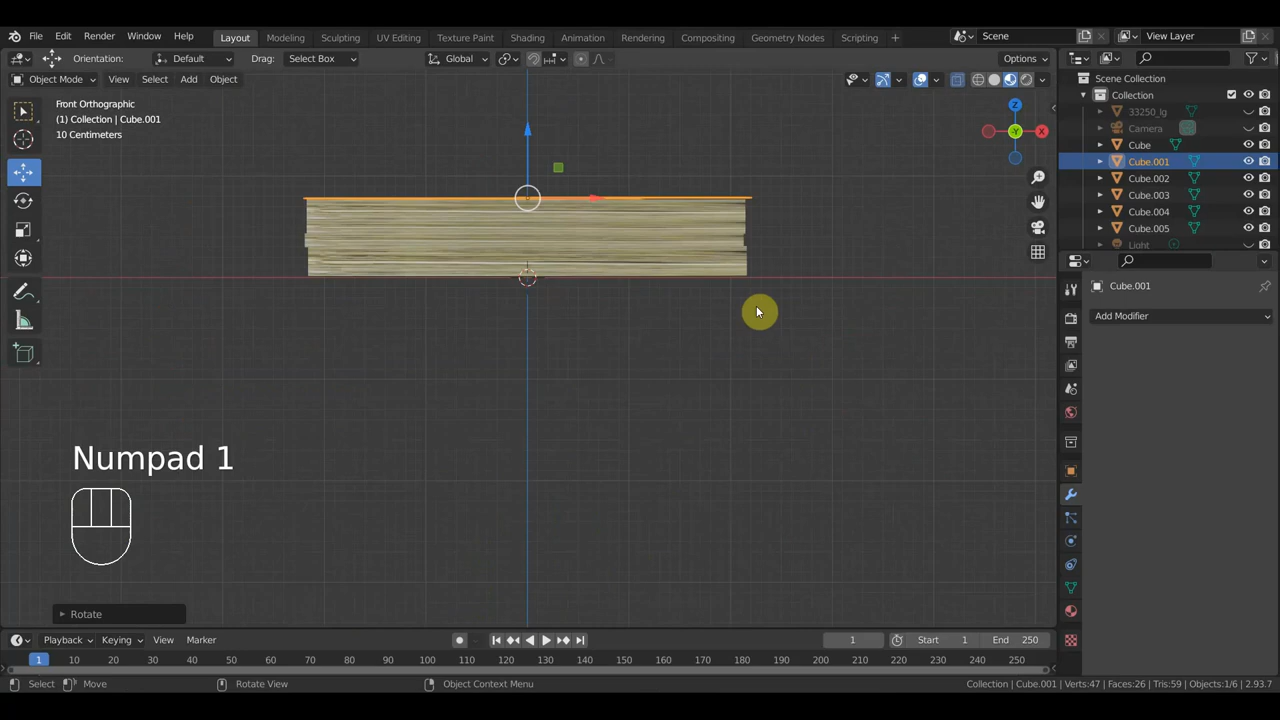 File Edit Render Window Help Layout Modeling Sculpting UV Editing Texture Paint Shading Animation Rendering Compositing Geometry Nodes Scripting + Scene View Layer
Orientation: Default Drag: Select Box Global Options
Object Mode View Select Add Object
Scene Collection
Collection
33250_lg
Camera
Cube
Cube.001
Cube.002
Cube.003
Cube.004
Cube.005
Light
Front Orthographic
(1) Collection | Cube.001
10 Centimeters
Z
-Y
X
Cube.001
Add Modifier
Numpad 1
Rotate
Playback Keying View Marker 1 Start 1 End 250
1 10 20 30 40 50 60 70 80 90 100 110 120 130 140 150 160 170 180 190 200 210 220 230 240 250
Select Move Rotate View Object Context Menu Collection | Cube.001 | Verts:47 | Faces:26 | Tris:59 | Objects:1/6 | 2.93.7